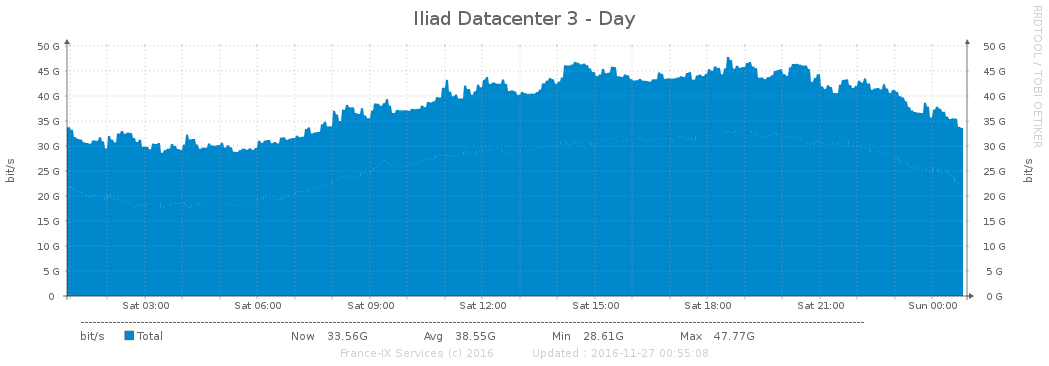 Iliad Datacenter 3 - Day
RRDTOOL / TOBI OETIKER
bit/s
50 G
45 G
40 G
35 G
30 G
25 G
20 G
15 G
10 G
5 G
0
50 G
45 G
40 G
35 G
30 G
25 G
20 G
15 G
10 G
5 G
0 G
bit/s
Sat 03:00 Sat 06:00 Sat 09:00 Sat 12:00 Sat 15:00 Sat 18:00 Sat 21:00 Sun 00:00
bit/s Total Now 33.56G Avg 38.55G Min 28.61G Max 47.77G
France-IX Services (c) 2016 Updated : 2016-11-27 00:55:08